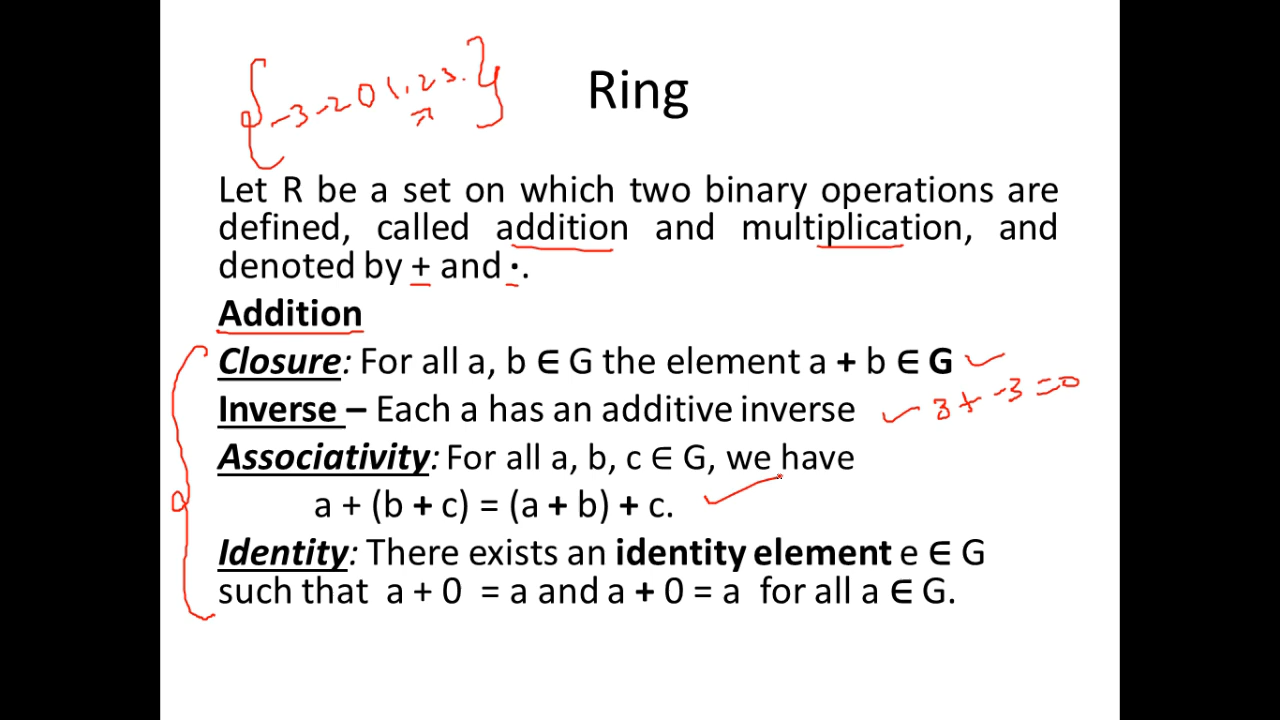 {-3 -2 0 1, 2 3 . }
Ring
Let R be a set on which two binary operations are
defined, called addition and multiplication, and
denoted by + and ·.
Addition
Closure: For all a, b ∈ G the element a + b ∈ G
Inverse – Each a has an additive inverse
3 + -3 = 0
Associativity: For all a, b, c ∈ G, we have
a + (b + c) = (a + b) + c.
Identity: There exists an identity element e ∈ G
such that a + 0 = a and a + 0 = a for all a ∈ G.